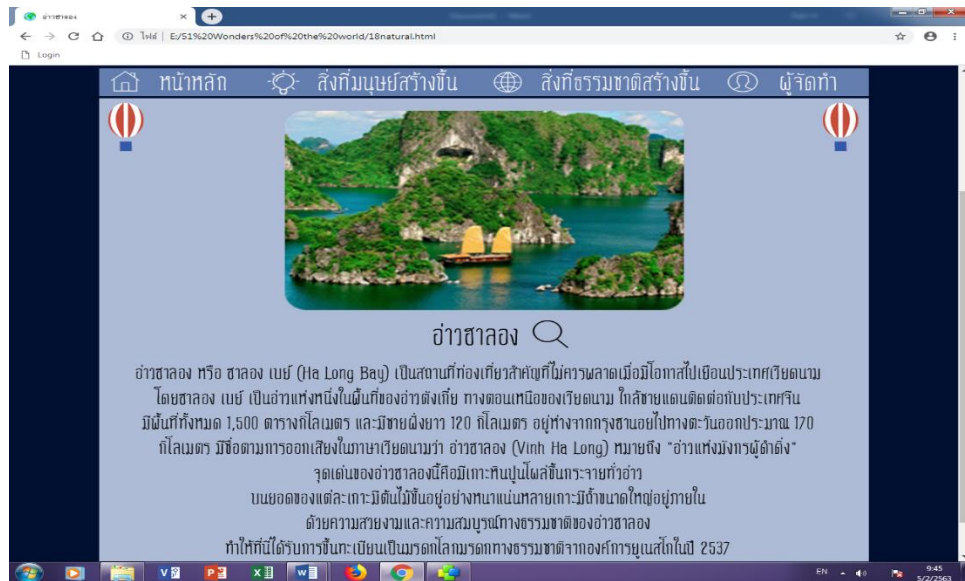 อ่าวฮาลอง
ไฟล์ | E:/51%20Wonders%20of%20the%20world/18natural.html
Login
หน้าหลัก สิ่งที่มนุษย์สร้างขึ้น สิ่งที่ธรรมชาติสร้างขึ้น ผู้จัดทำ
อ่าวฮาลอง
อ่าวฮาลอง หรือ ฮาลอง เบย์ (Ha Long Bay) เป็นสถานที่ท่องเที่ยวสำคัญที่ไม่ควรพลาดเมื่อมีโอกาสไปเยือนประเทศเวียดนาม
โดยฮาลอง เบย์ เป็นอ่าวแห่งหนึ่งในพื้นที่ของอ่าวตังเกี๋ย ทางตอนเหนือของเวียดนาม ใกล้ชายแดนติดต่อกับประเทศจีน
มีพื้นที่ทั้งหมด 1,500 ตารางกิโลเมตร และมีชายฝั่งยาว 120 กิโลเมตร อยู่ห่างจากกรุงฮานอยไปทางตะวันออกประมาณ 170
กิโลเมตร มีชื่อตามการออกเสียงในภาษาเวียดนามว่า อ่าวฮาลอง (Vinh Ha Long) หมายถึง "อ่าวแห่งมังกรผู้ดำดิ่ง"
จุดเด่นของอ่าวฮาลองนี้คือมีเกาะหินปูนโผล่ขึ้นกระจายทั่วอ่าว
บนยอดของแต่ละเกาะมีต้นไม้ขึ้นอยู่อย่างหนาแน่นหลายเกาะมีถ้ำขนาดใหญ่อยู่ภายใน
ด้วยความสวยงามและความสมบูรณ์ทางธรรมชาติของอ่าวฮาลอง
ทำให้ที่นี่ได้รับการขึ้นทะเบียนเป็นมรดกโลกมรดกทางธรรมชาติจากองค์การยูเนสโกในปี 2537
EN
9:45
5/2/2563